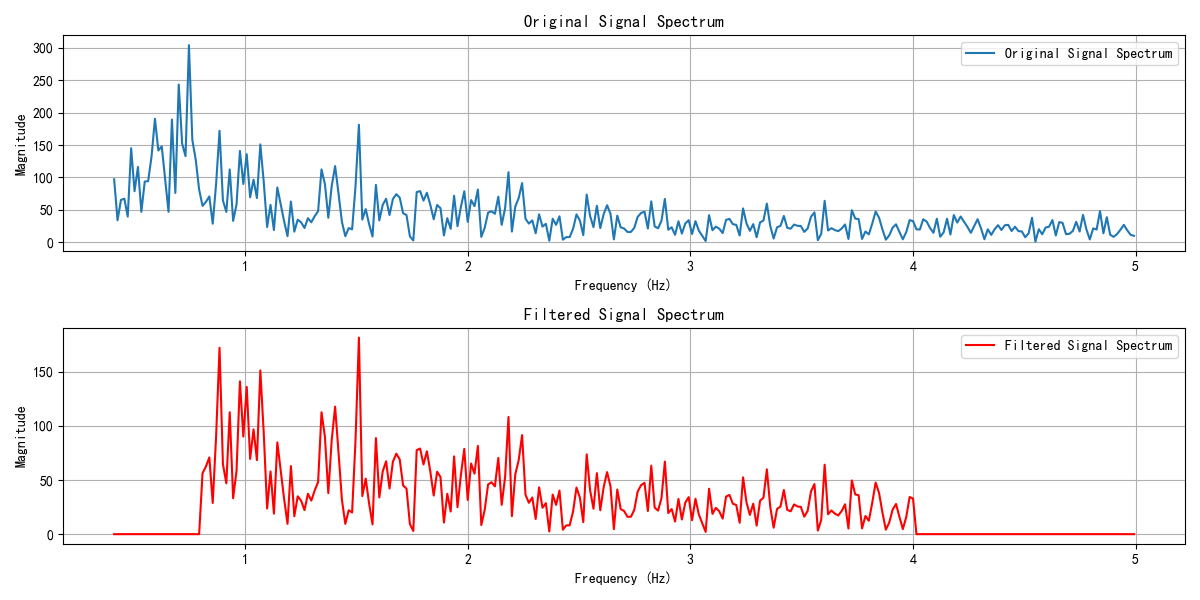 Original Signal Spectrum
Original Signal Spectrum
300
250
200
150
100
50
0
Magnitude
1 2 3 4 5
Frequency (Hz)
Filtered Signal Spectrum
Filtered Signal Spectrum
150
100
50
0
Magnitude
1 2 3 4 5
Frequency (Hz)